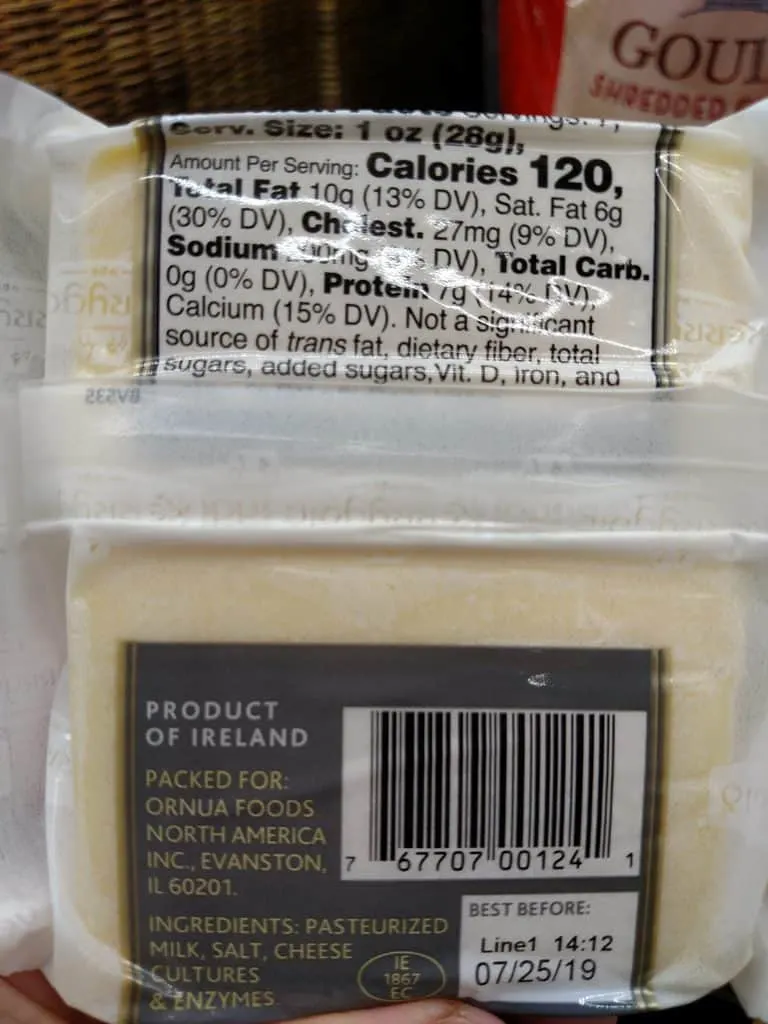 GOU
SHREDDED
Serv. Size: 1 oz (28g),
Amount Per Serving: Calories 120,
Total Fat 10g (13% DV), Sat. Fat 6g
(30% DV), Cholest. 27mg (9% DV),
Sodium DV), Total Carb.
0g (0% DV), Protein 7g (14% DV),
Calcium (15% DV). Not a significant
source of trans fat, dietary fiber, total
sugars, added sugars, Vit. D, iron, and
BV535
PRODUCT
OF IRELAND
PACKED FOR:
ORNUA FOODS
NORTH AMERICA
INC., EVANSTON,
IL 60201.
INGREDIENTS: PASTEURIZED
MILK, SALT, CHEESE
CULTURES
& ENZYMES
IE
1867
EC
7 67707 00124 1
BEST BEFORE:
Line1 14:12
07/25/19